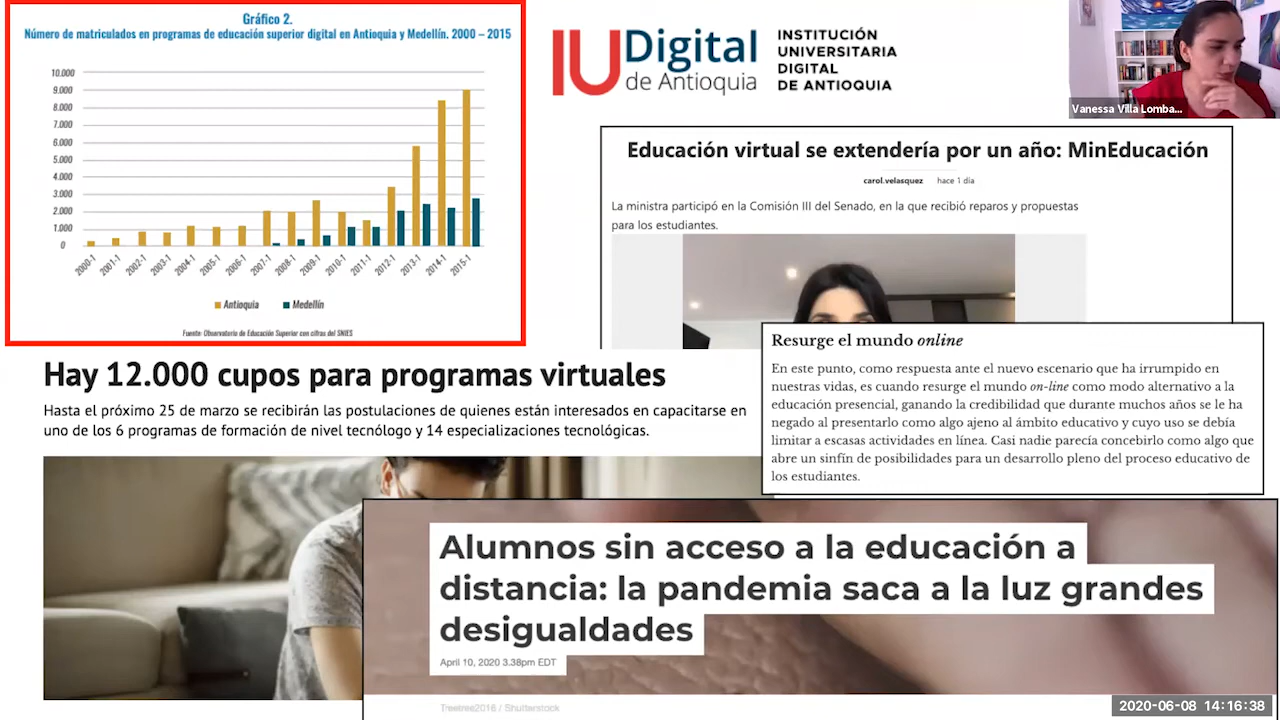 Gráfico 2.
Número de matriculados en programas de educación superior digital en Antioquia y Medellín. 2000 – 2015
10.000
9.000
8.000
7.000
6.000
5.000
4.000
3.000
2.000
1.000
0
2000-1
2001-1
2002-1
2003-1
2004-1
2005-1
2006-1
2007-1
2008-1
2009-1
2010-1
2011-1
2012-1
2013-1
2014-1
2015-1
Antioquia
Medellín
Fuente: Observatorio de Educación Superior con cifras del SNIES
IU Digital
de Antioquia
INSTITUCIÓN
UNIVERSITARIA
DIGITAL
DE ANTIOQUIA
Vanessa Villa Lomba...
Educación virtual se extendería por un año: MinEducación
carol.velasquez hace 1 día
La ministra participó en la Comisión III del Senado, en la que recibió reparos y propuestas
para los estudiantes.
Resurge el mundo online
En este punto, como respuesta ante el nuevo escenario que ha irrumpido en
nuestras vidas, es cuando resurge el mundo on-line como modo alternativo a la
educación presencial, ganando la credibilidad que durante muchos años se le ha
negado al presentarlo como algo ajeno al ámbito educativo y cuyo uso se debía
limitar a escasas actividades en línea. Casi nadie parecía concebirlo como algo que
abre un sinfín de posibilidades para un desarrollo pleno del proceso educativo de
los estudiantes.
Hay 12.000 cupos para programas virtuales
Hasta el próximo 25 de marzo se recibirán las postulaciones de quienes están interesados en capacitarse en
uno de los 6 programas de formación de nivel tecnólogo y 14 especializaciones tecnológicas.
Alumnos sin acceso a la educación a
distancia: la pandemia saca a la luz grandes
desigualdades
April 10, 2020 3.38pm EDT
Treetree2016 / Shutterstock
2020-06-08 14:16:38